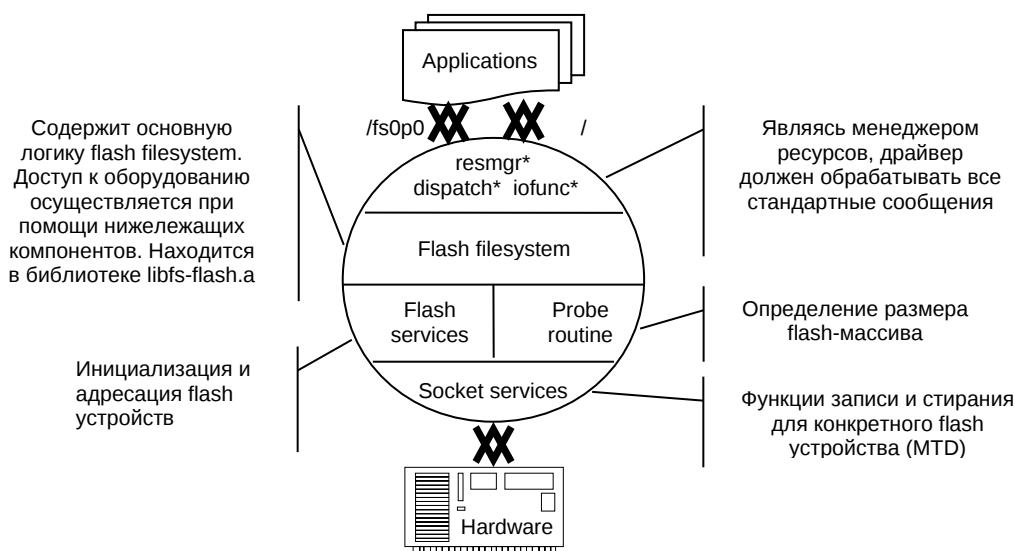 Applications
/fs0p0
/
Содержит основную
логику flash filesystem.
Доступ к оборудованию
осуществляется при
помощи нижележащих
компонентов. Находится
в библиотеке libfs-flash.a
resmgr*
dispatch* iofunc*
Являясь менеджером
ресурсов, драйвер
должен обрабатывать все
стандартные сообщения
Flash filesystem
Flash
services
Probe
routine
Определение размера
flash-массива
Инициализация и
адресация flash
устройств
Socket services
Функции записи и стирания
для конкретного flash
устройства (MTD)
Hardware